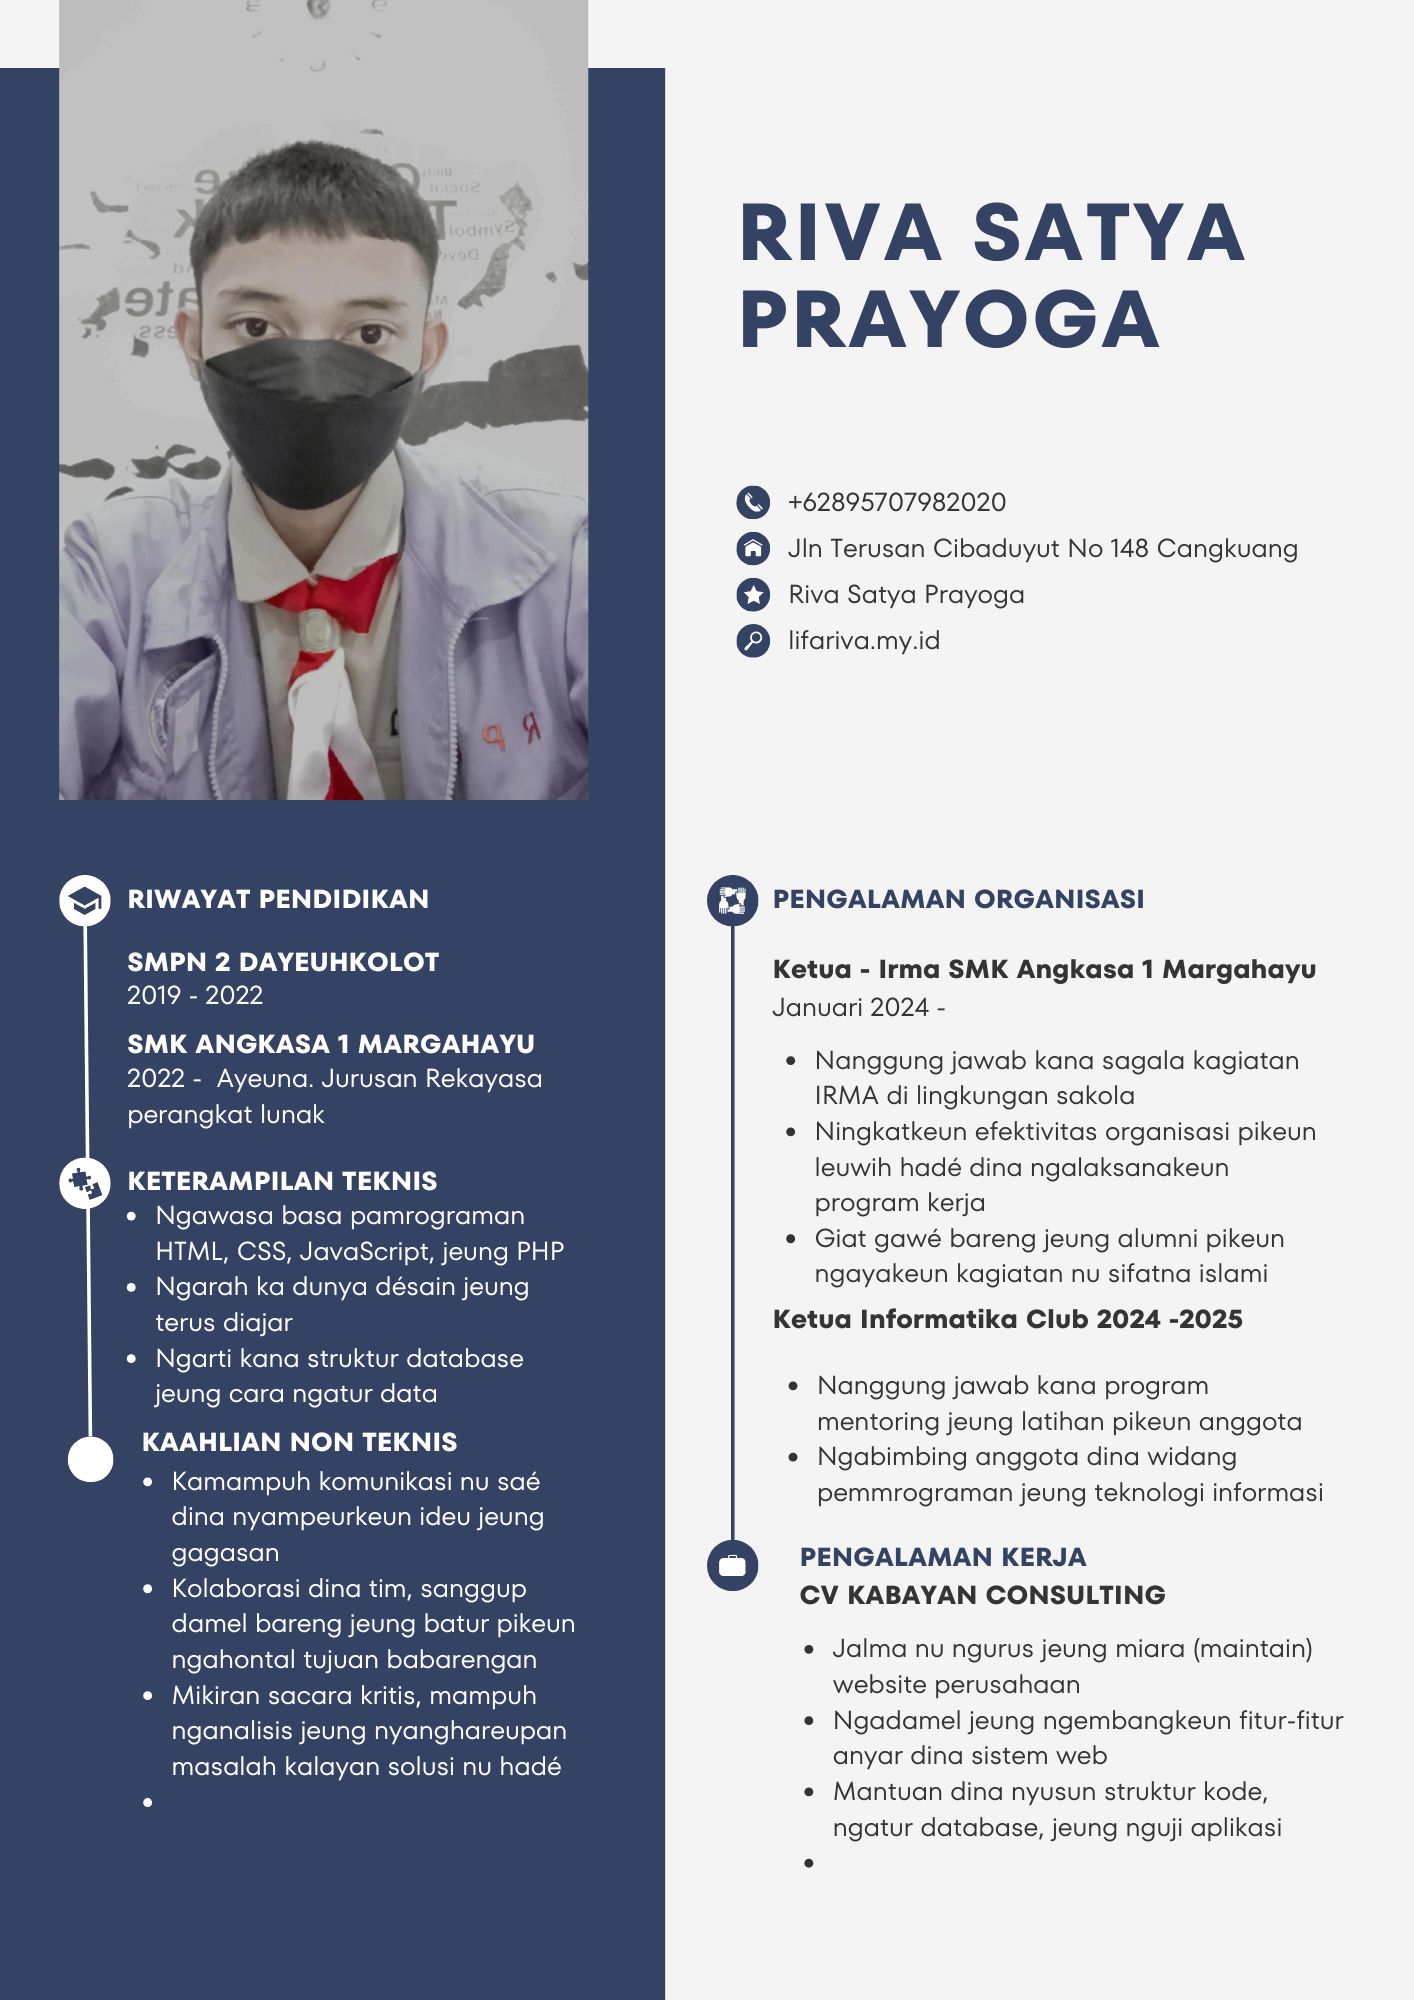 RIVA SATYA
PRAYOGA
+62895707982020
Jln Terusan Cibaduyut No 148 Cangkuang
Riva Satya Prayoga
lifariva.my.id
RIWAYAT PENDIDIKAN
SMPN 2 DAYEUHKOLOT
2019 - 2022
SMK ANGKASA 1 MARGAHAYU
2022 - Ayeuna. Jurusan Rekayasa
perangkat lunak
KETERAMPILAN TEKNIS
• Ngawasa basa pamrograman
HTML, CSS, JavaScript, jeung PHP
• Ngarah ka dunya désain jeung
terus diajar
• Ngarti kana struktur database
jeung cara ngatur data
KAAHLIAN NON TEKNIS
• Kamampuh komunikasi nu saé
dina nyampeurkeun ideu jeung
gagasan
• Kolaborasi dina tim, sanggup
damel bareng jeung batur pikeun
ngahontal tujuan babarengan
• Mikiran sacara kritis, mampuh
nganalisis jeung nyanghareupan
masalah kalayan solusi nu hadé
•
PENGALAMAN ORGANISASI
Ketua - Irma SMK Angkasa 1 Margahayu
Januari 2024 -
• Nanggung jawab kana sagala kagiatan
IRMA di lingkungan sakola
• Ningkatkeun efektivitas organisasi pikeun
leuwih hadé dina ngalaksanakeun
program kerja
• Giat gawé bareng jeung alumni pikeun
ngayakeun kagiatan nu sifatna islami
Ketua Informatika Club 2024 -2025
• Nanggung jawab kana program
mentoring jeung latihan pikeun anggota
• Ngabimbing anggota dina widang
pemmrograman jeung teknologi informasi
PENGALAMAN KERJA
CV KABAYAN CONSULTING
• Jalma nu ngurus jeung miara (maintain)
website perusahaan
• Ngadamel jeung ngembangkeun fitur-fitur
anyar dina sistem web
• Mantuan dina nyusun struktur kode,
ngatur database, jeung nguji aplikasi
•